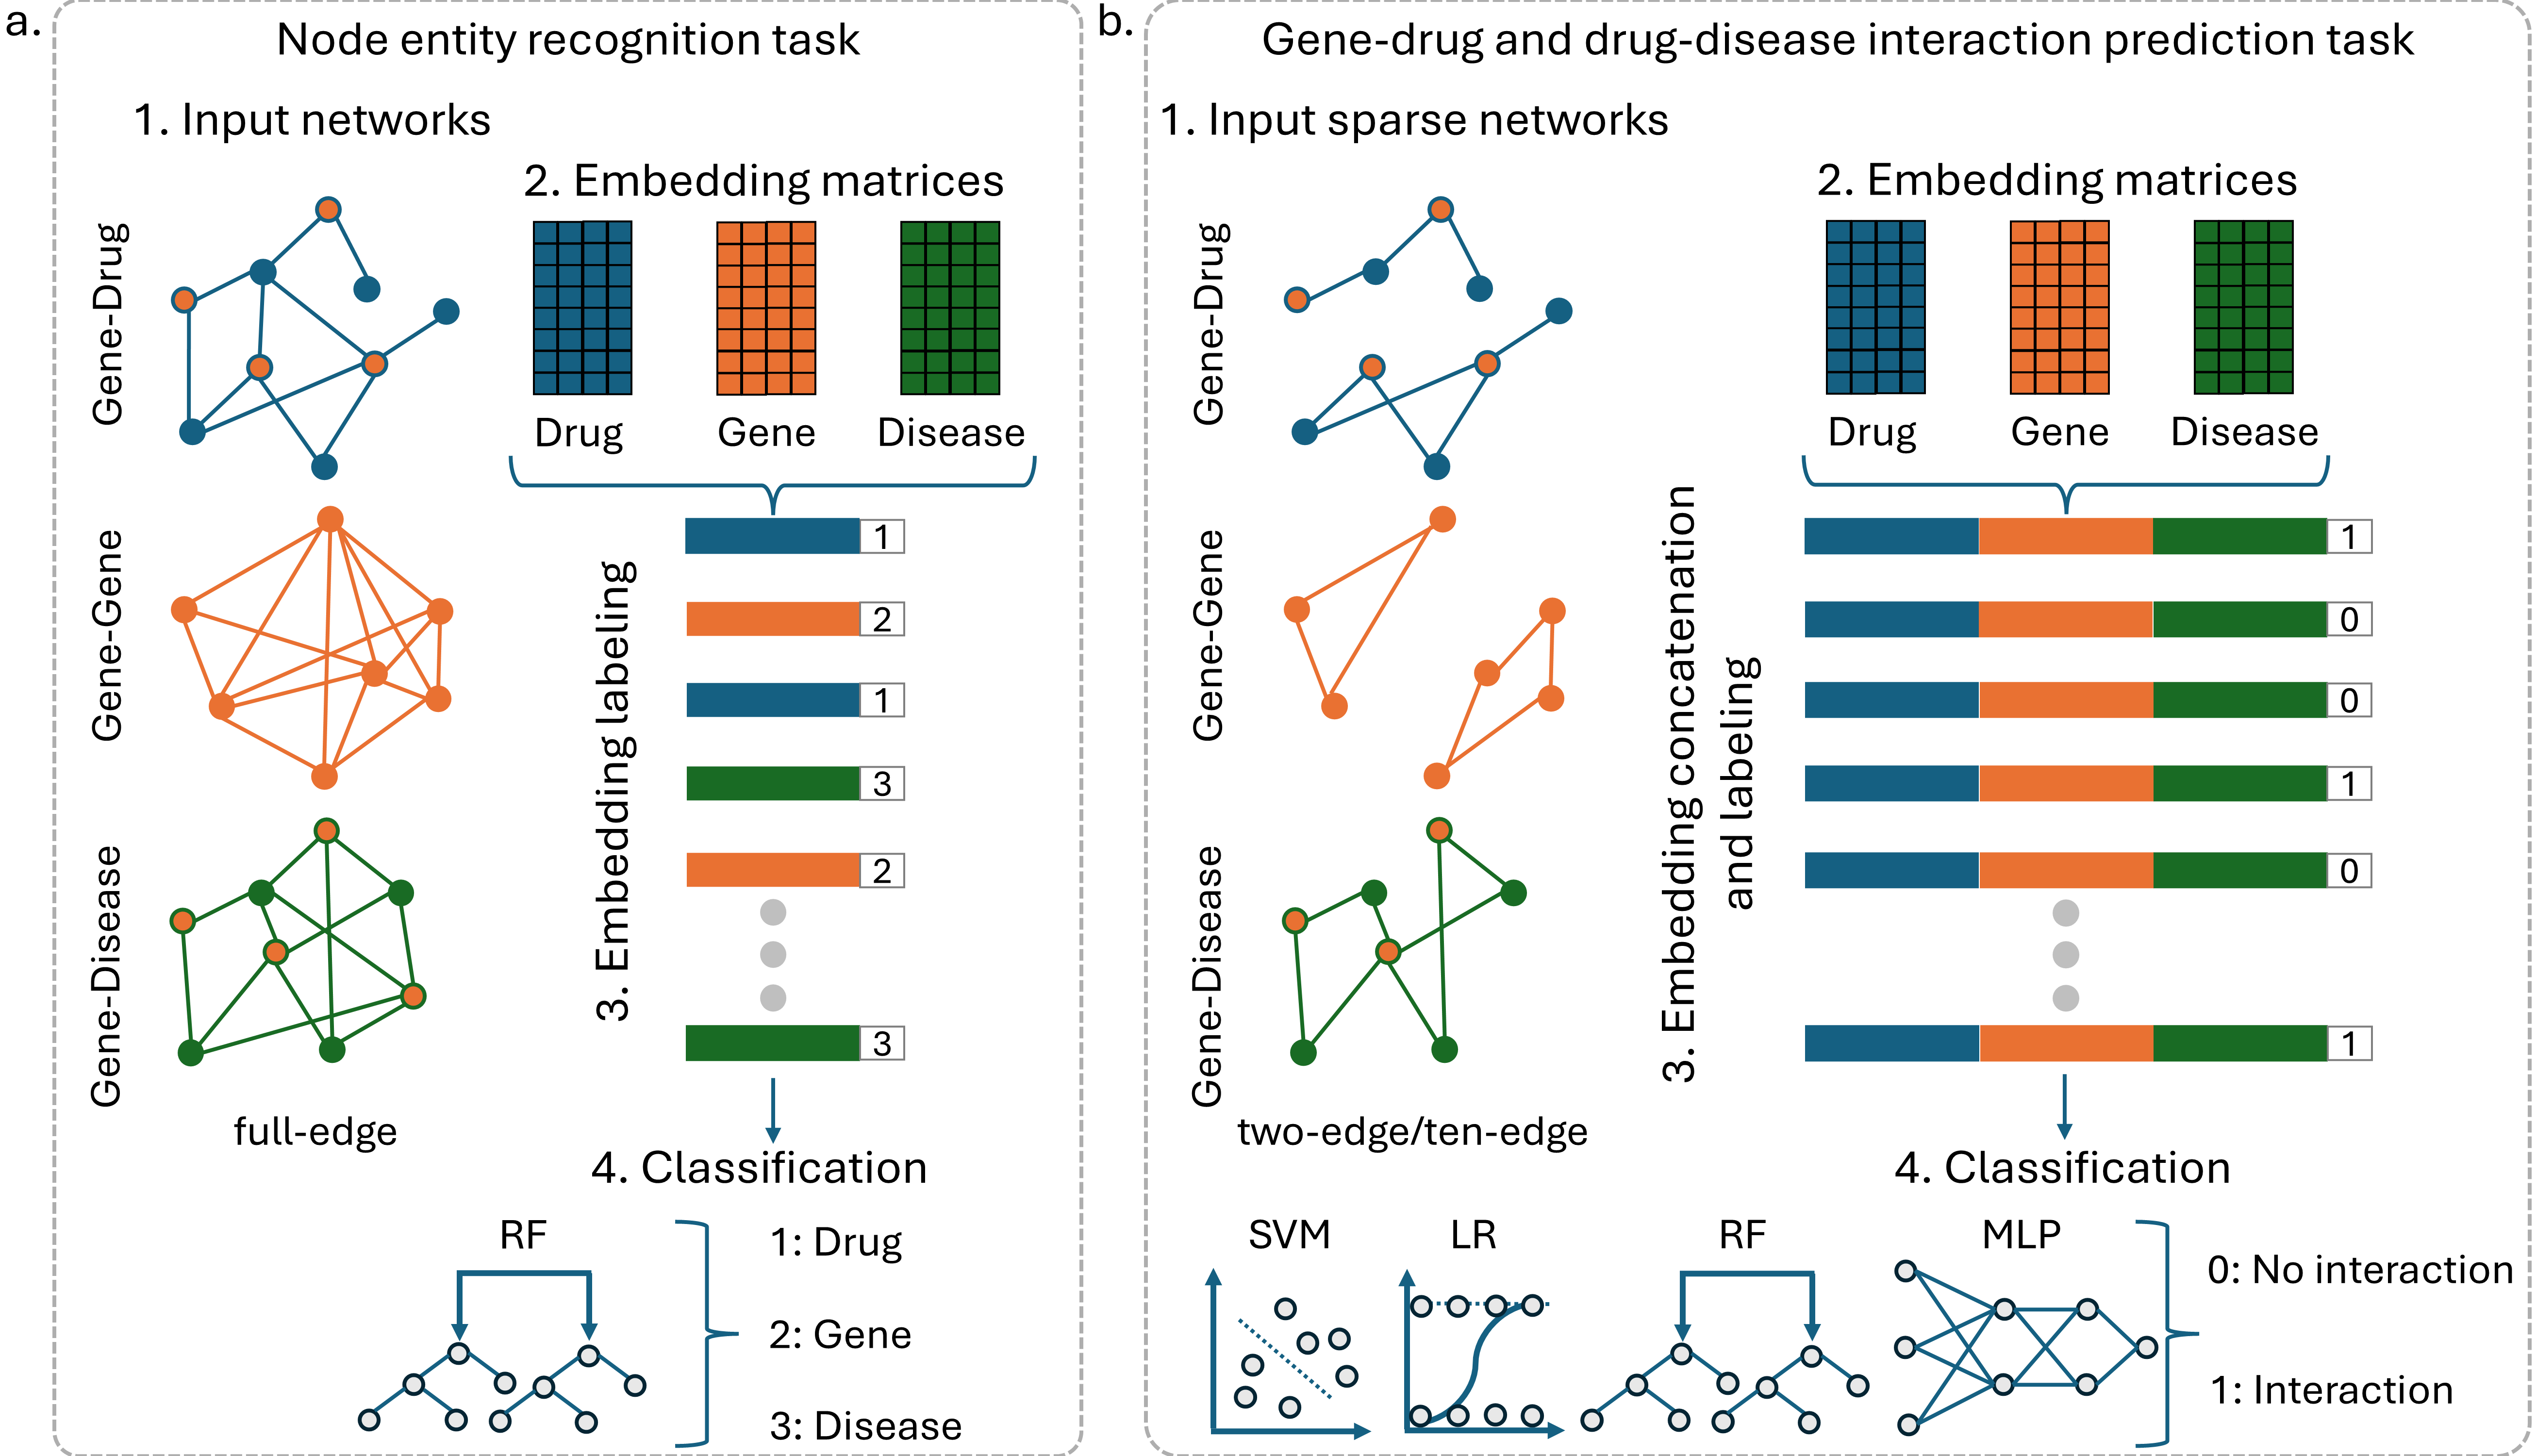 a.
Node entity recognition task
1. Input networks
Gene-Drug
Gene-Gene
Gene-Disease
full-edge
2. Embedding matrices
Drug
Gene
Disease
3. Embedding labeling
1
2
1
3
2
3
4. Classification
RF
1: Drug
2: Gene
3: Disease
b.
Gene-drug and drug-disease interaction prediction task
1. Input sparse networks
Gene-Drug
Gene-Gene
Gene-Disease
two-edge/ten-edge
2. Embedding matrices
Drug
Gene
Disease
3. Embedding concatenation
and labeling
1
0
0
1
0
1
4. Classification
SVM
LR
RF
MLP
0: No interaction
1: Interaction